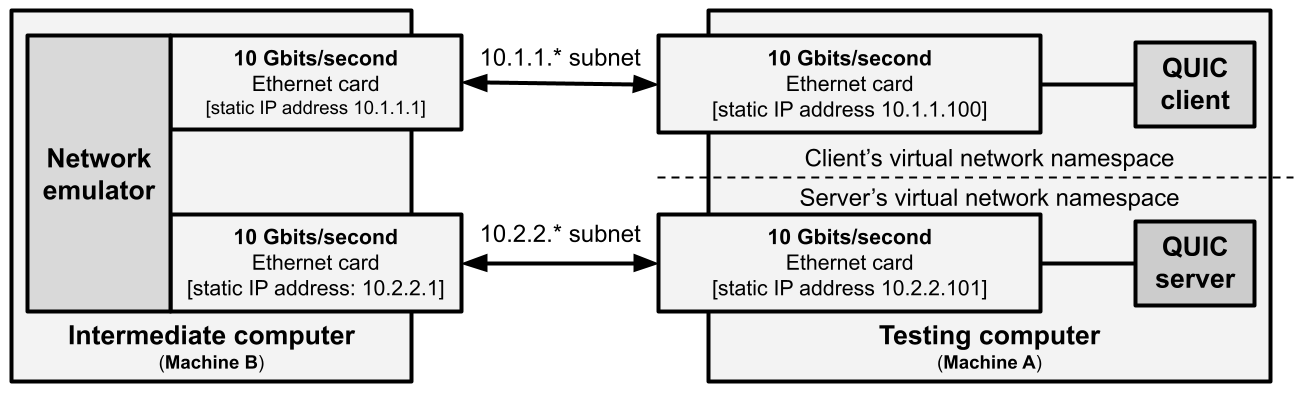 10 Gbits/second
Ethernet card
[static IP address 10.1.1.1]
10.1.1.* subnet
10 Gbits/second
Ethernet card
[static IP address 10.1.1.100]
QUIC
client
Network
emulator
Client's virtual network namespace
Server's virtual network namespace
10 Gbits/second
Ethernet card
[static IP address: 10.2.2.1]
10.2.2.* subnet
10 Gbits/second
Ethernet card
[static IP address 10.2.2.101]
QUIC
server
Intermediate computer
(Machine B)
Testing computer
(Machine A)